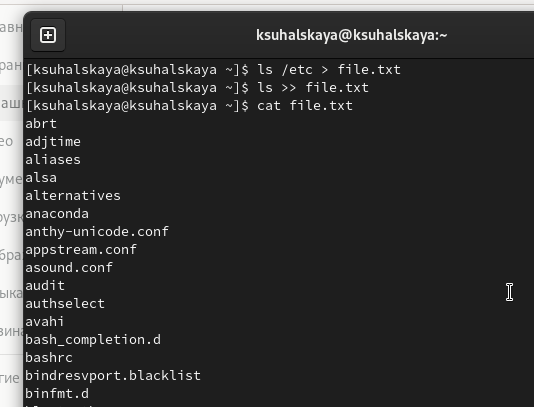 ksuhalskaya@ksuhalskaya:~
[ksuhalskaya@ksuhalskaya ~]$ ls /etc > file.txt
[ksuhalskaya@ksuhalskaya ~]$ ls >> file.txt
[ksuhalskaya@ksuhalskaya ~]$ cat file.txt
abrt
adjtime
aliases
alsa
alternatives
anaconda
anthy-unicode.conf
appstream.conf
asound.conf
audit
authselect
avahi
bash_completion.d
bashrc
bindresvport.blacklist
binfmt.d